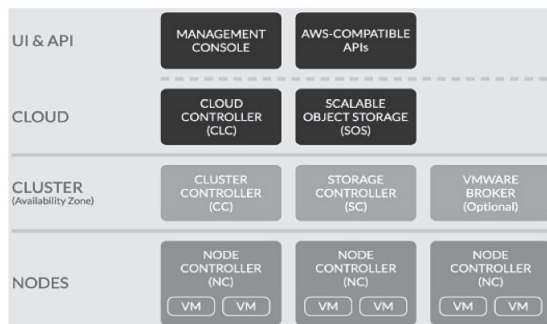 UI & API
MANAGEMENT
CONSOLE
AWS-COMPATIBLE
APIs
CLOUD
CLOUD
CONTROLLER
(CLC)
SCALABLE
OBJECT STORAGE
(SOS)
CLUSTER
(Availability Zone)
CLUSTER
CONTROLLER
(CC)
STORAGE
CONTROLLER
(SC)
VMWARE
BROKER
(Optional)
NODES
NODE
CONTROLLER
(NC)
VM VM
NODE
CONTROLLER
(NC)
VM VM
NODE
CONTROLLER
(NC)
VM VM